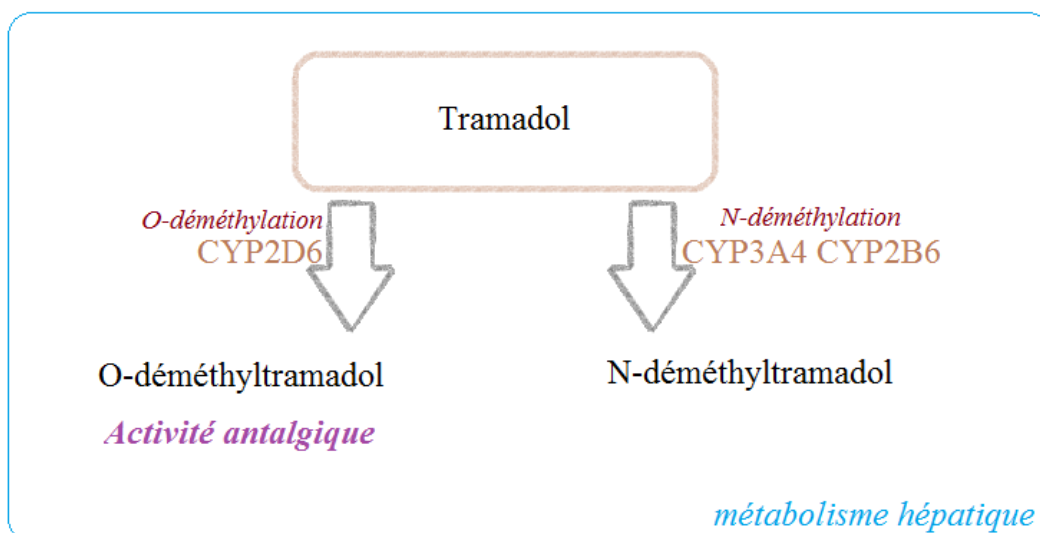 Tramadol
O-déméthylation
CYP2D6
N-déméthylation
CYP3A4 CYP2B6
O-déméthyltramadol
Activité antalgique
N-déméthyltramadol
métabolisme hépatique